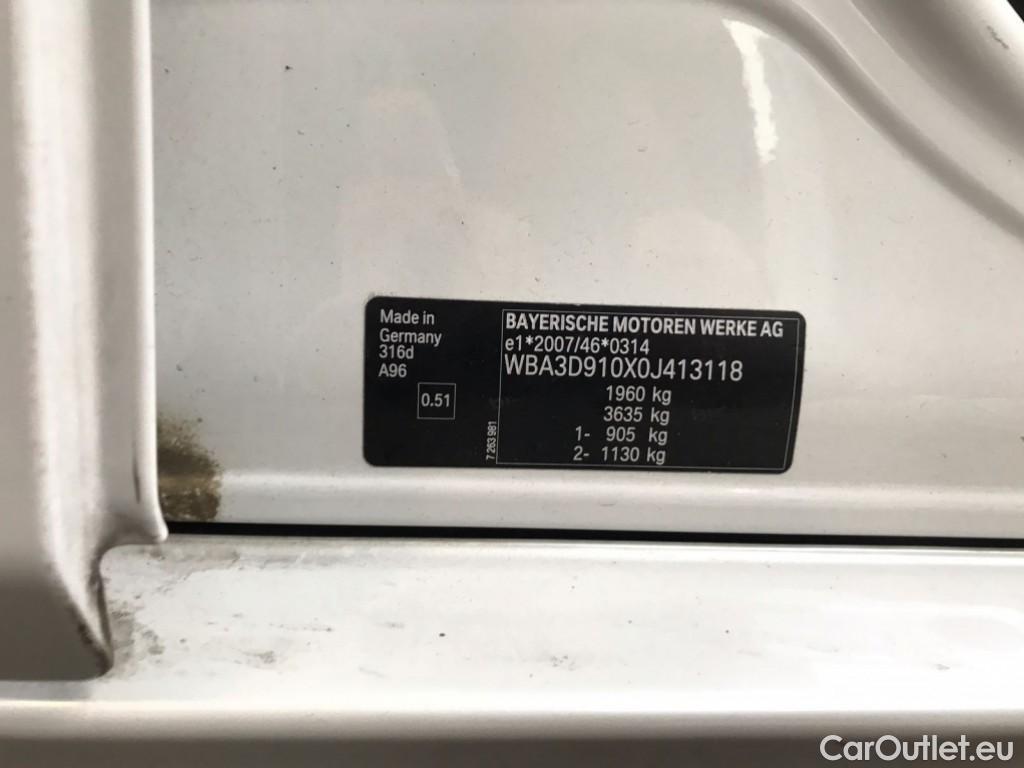 Made in
Germany
316d
A96
0.51
7 263 981
BAYERISCHE MOTOREN WERKE AG
e1*2007/46*0314
WBA3D910X0J413118
1960 kg
3635 kg
1- 905 kg
2- 1130 kg
CarOutlet.eu